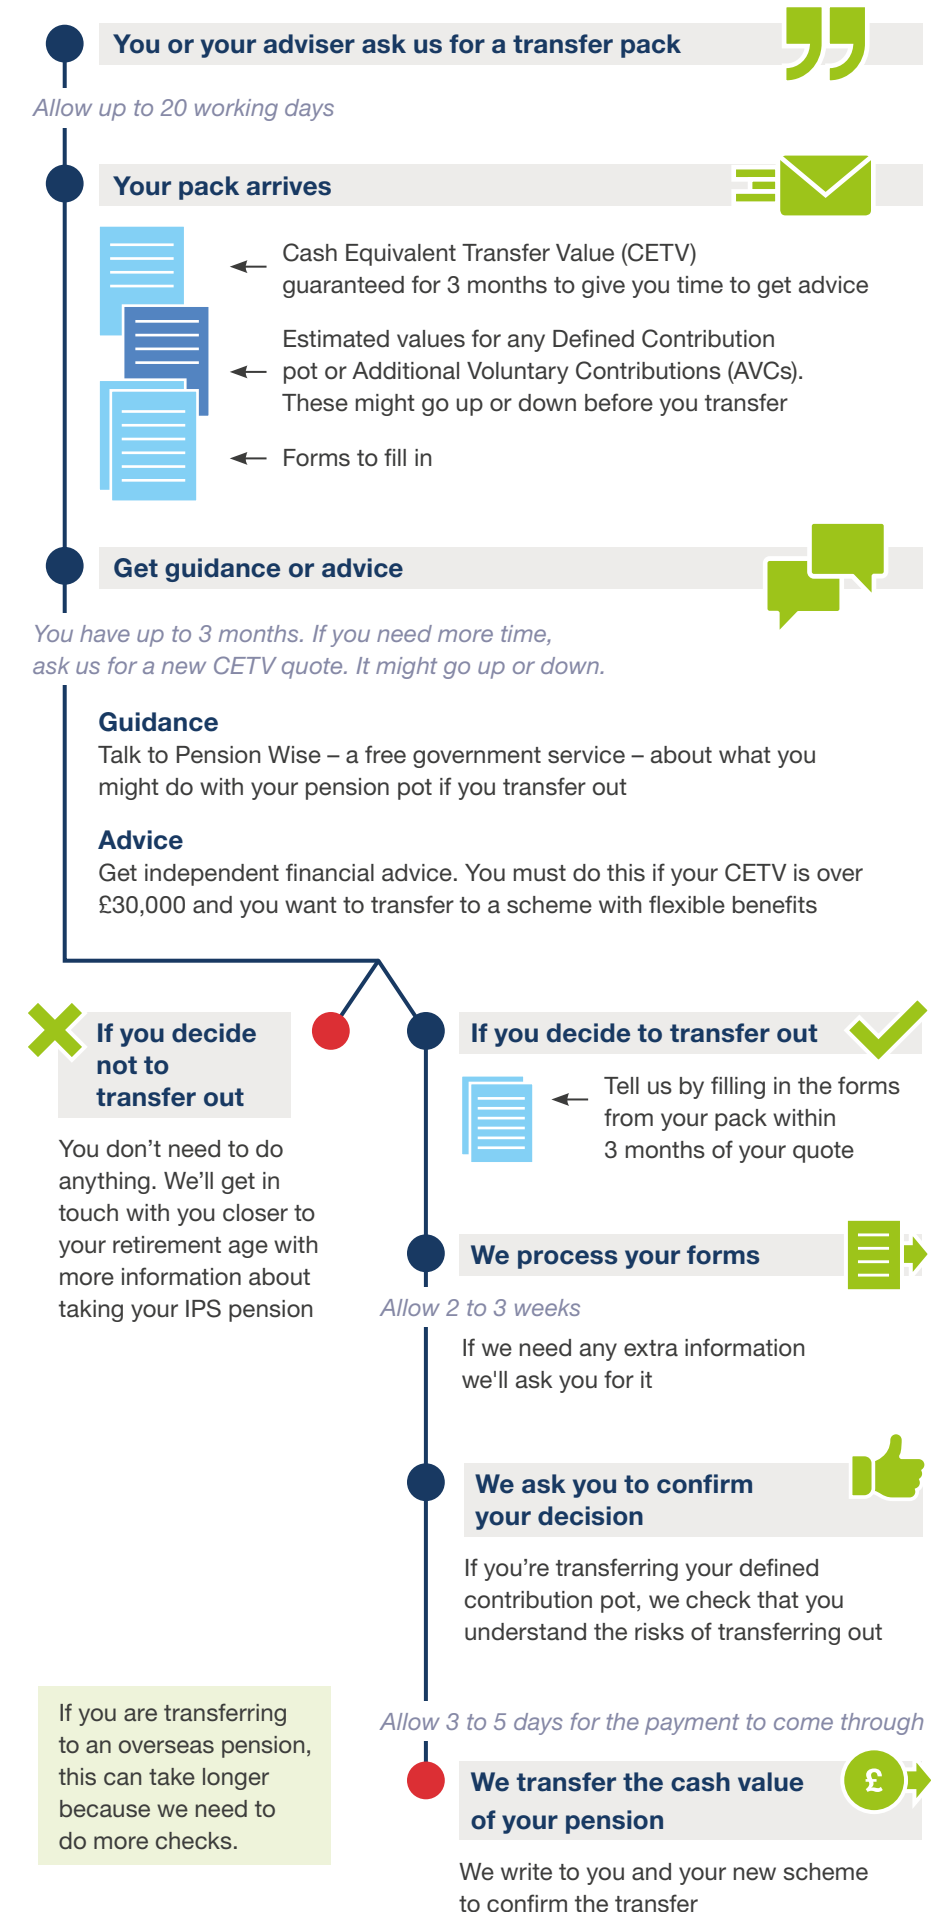 You or your adviser ask us for a transfer pack
Allow up to 20 working days
Your pack arrives
Cash Equivalent Transfer Value (CETV)
guaranteed for 3 months to give you time to get advice
Estimated values for any Defined Contribution
pot or Additional Voluntary Contributions (AVCs).
These might go up or down before you transfer
Forms to fill in
Get guidance or advice
You have up to 3 months. If you need more time,
ask us for a new CETV quote. It might go up or down.
Guidance
Talk to Pension Wise – a free government service – about what you
might do with your pension pot if you transfer out
Advice
Get independent financial advice. You must do this if your CETV is over
£30,000 and you want to transfer to a scheme with flexible benefits
If you decide
not to
transfer out
You don’t need to do
anything. We’ll get in
touch with you closer to
your retirement age with
more information about
taking your IPS pension
If you decide to transfer out
Tell us by filling in the forms
from your pack within
3 months of your quote
We process your forms
Allow 2 to 3 weeks
If we need any extra information
we'll ask you for it
We ask you to confirm
your decision
If you’re transferring your defined
contribution pot, we check that you
understand the risks of transferring out
If you are transferring
to an overseas pension,
this can take longer
because we need to
do more checks.
Allow 3 to 5 days for the payment to come through
We transfer the cash value
of your pension
£
We write to you and your new scheme
to confirm the transfer